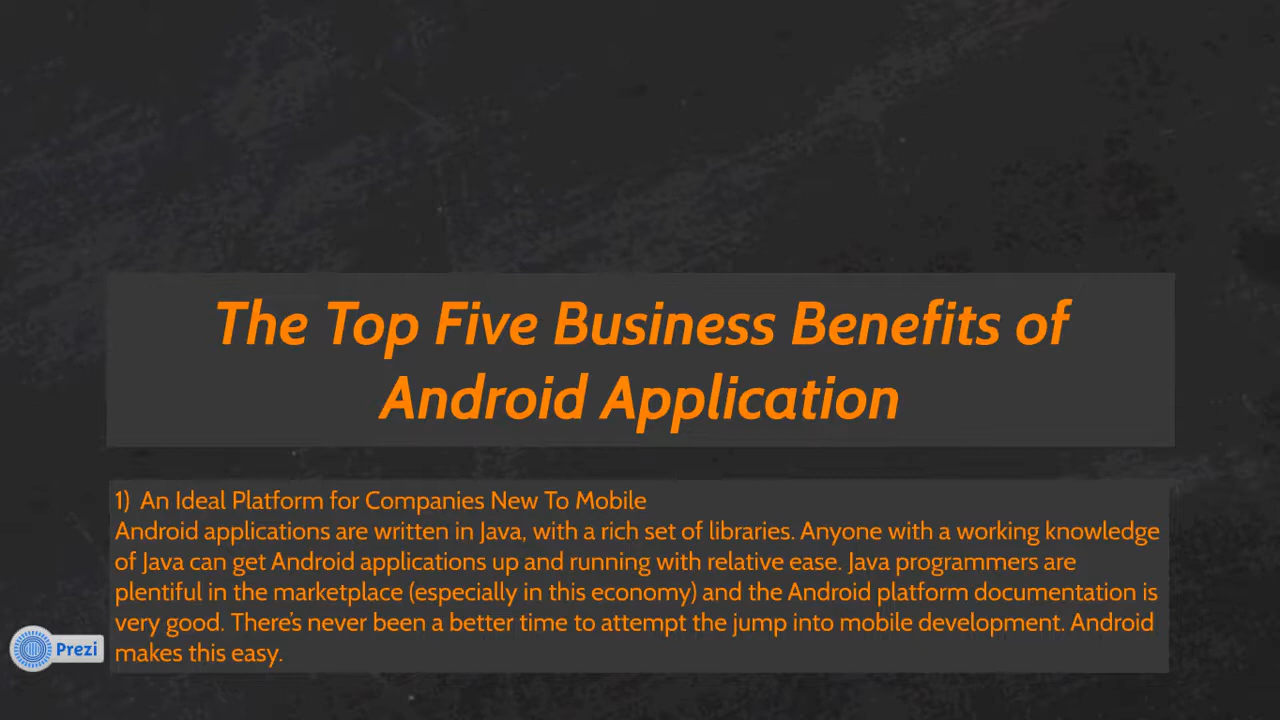 The Top Five Business Benefits of
Android Application
1) An Ideal Platform for Companies New To Mobile
Android applications are written in Java, with a rich set of libraries. Anyone with a working knowledge
of Java can get Android applications up and running with relative ease. Java programmers are
plentiful in the marketplace (especially in this economy) and the Android platform documentation is
very good. There's never been a better time to attempt the jump into mobile development. Android
makes this easy.
Prezi